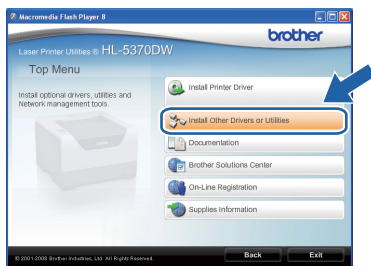 Macromedia Flash Player 8
brother
Laser Printer Utilities ® HL-5370DW
Top Menu
Install optional drivers, utilities and
Network management tools.
Install Printer Driver
Install Other Drivers or Utilities
Documentation
Brother Solutions Center
On-Line Registration
Supplies Information
© 2001-2008 Brother Industries, Ltd. All Rights Reserved.
Back
Exit